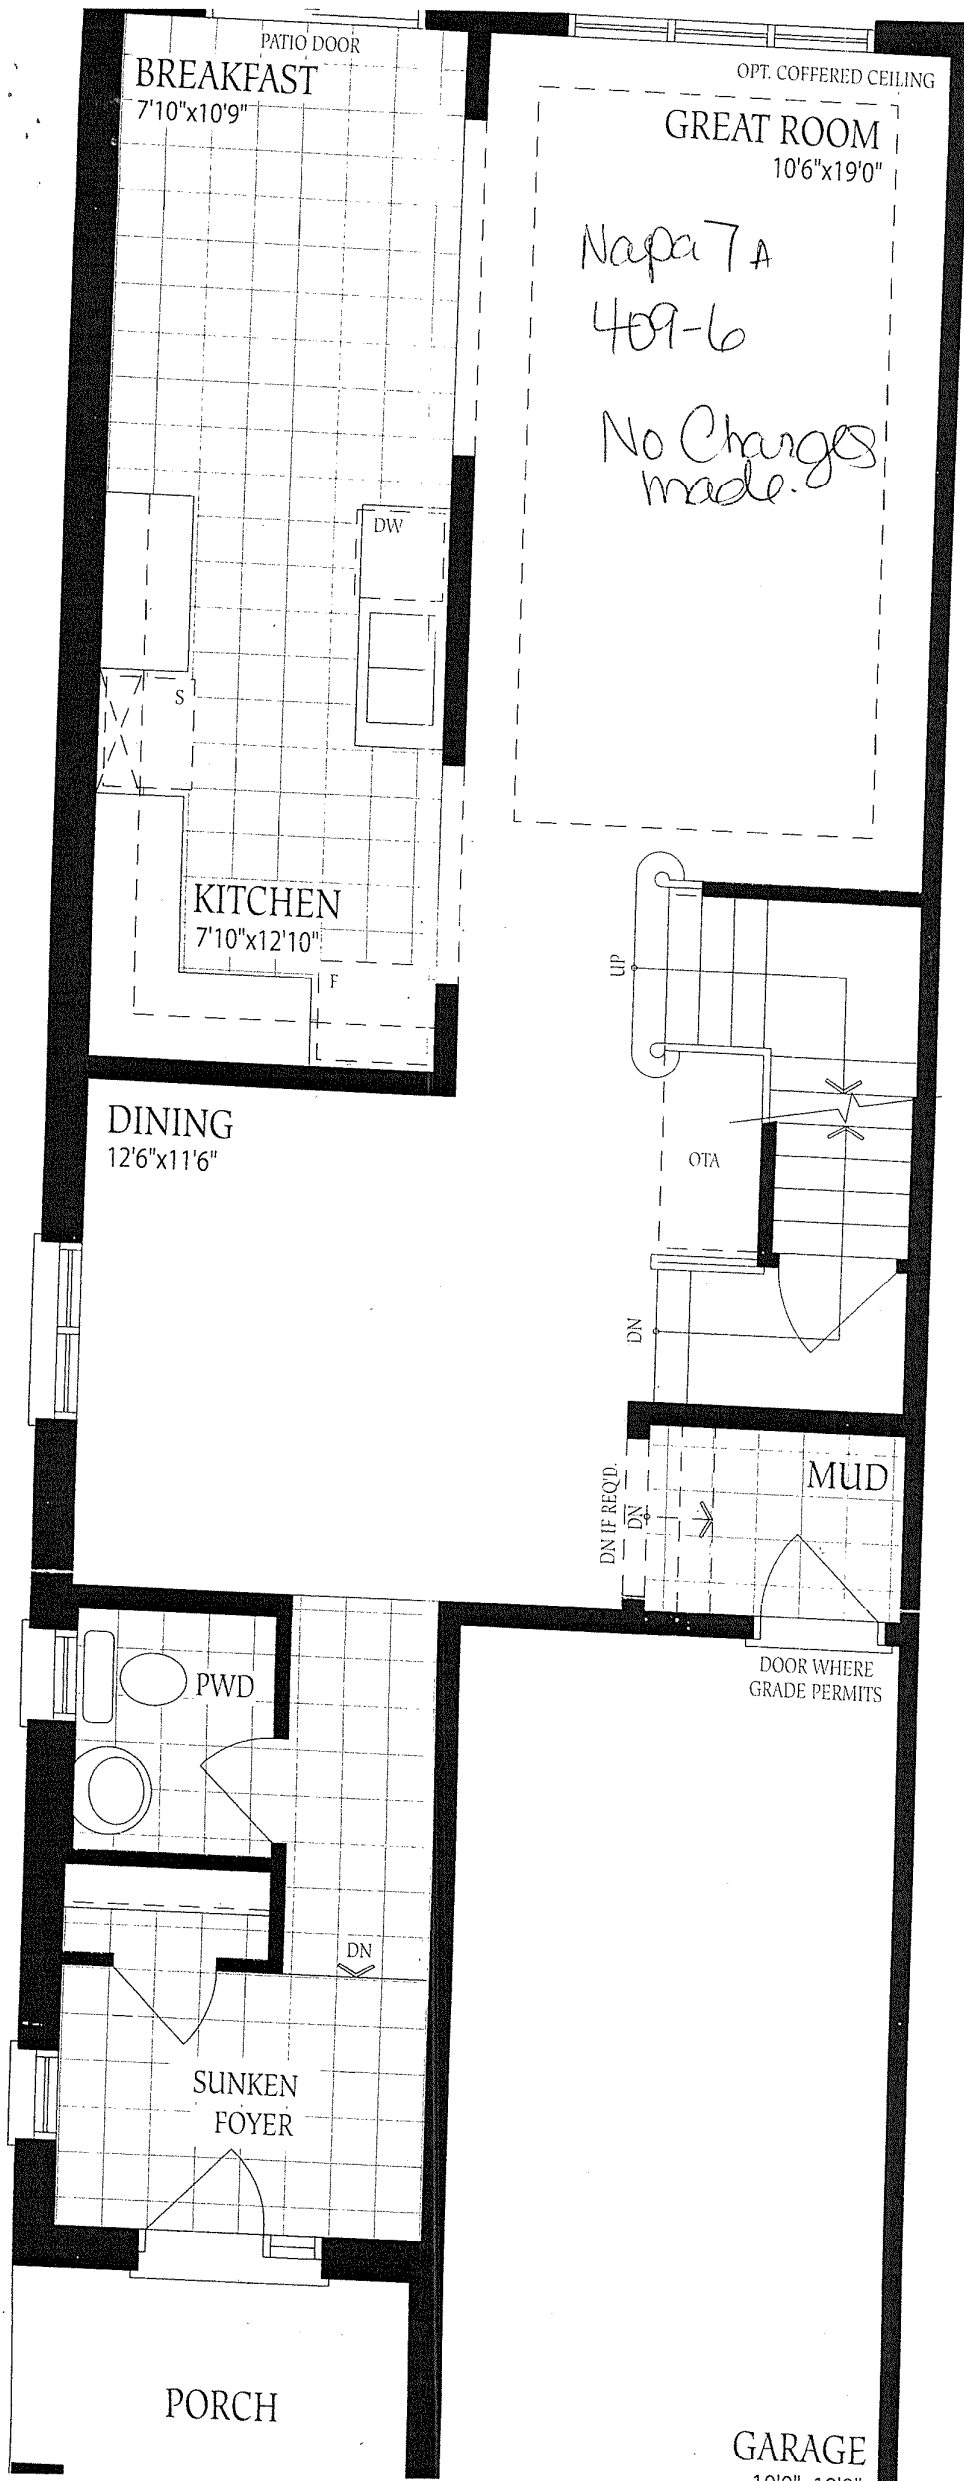 PATIO DOOR
BREAKFAST
7'10"x10'9"
OPT. COFFERED CEILING
GREAT ROOM
10'6"x19'0"
Napa 7 A
409-6
No Changes
made.
DW
S
KITCHEN
7'10"x12'10"
F
UP
DINING
12'6"x11'6"
OTA
DN
MUD
DN IF REQ'D.
DN
DOOR WHERE
GRADE PERMITS
PWD
DN
SUNKEN
FOYER
PORCH
GARAGE